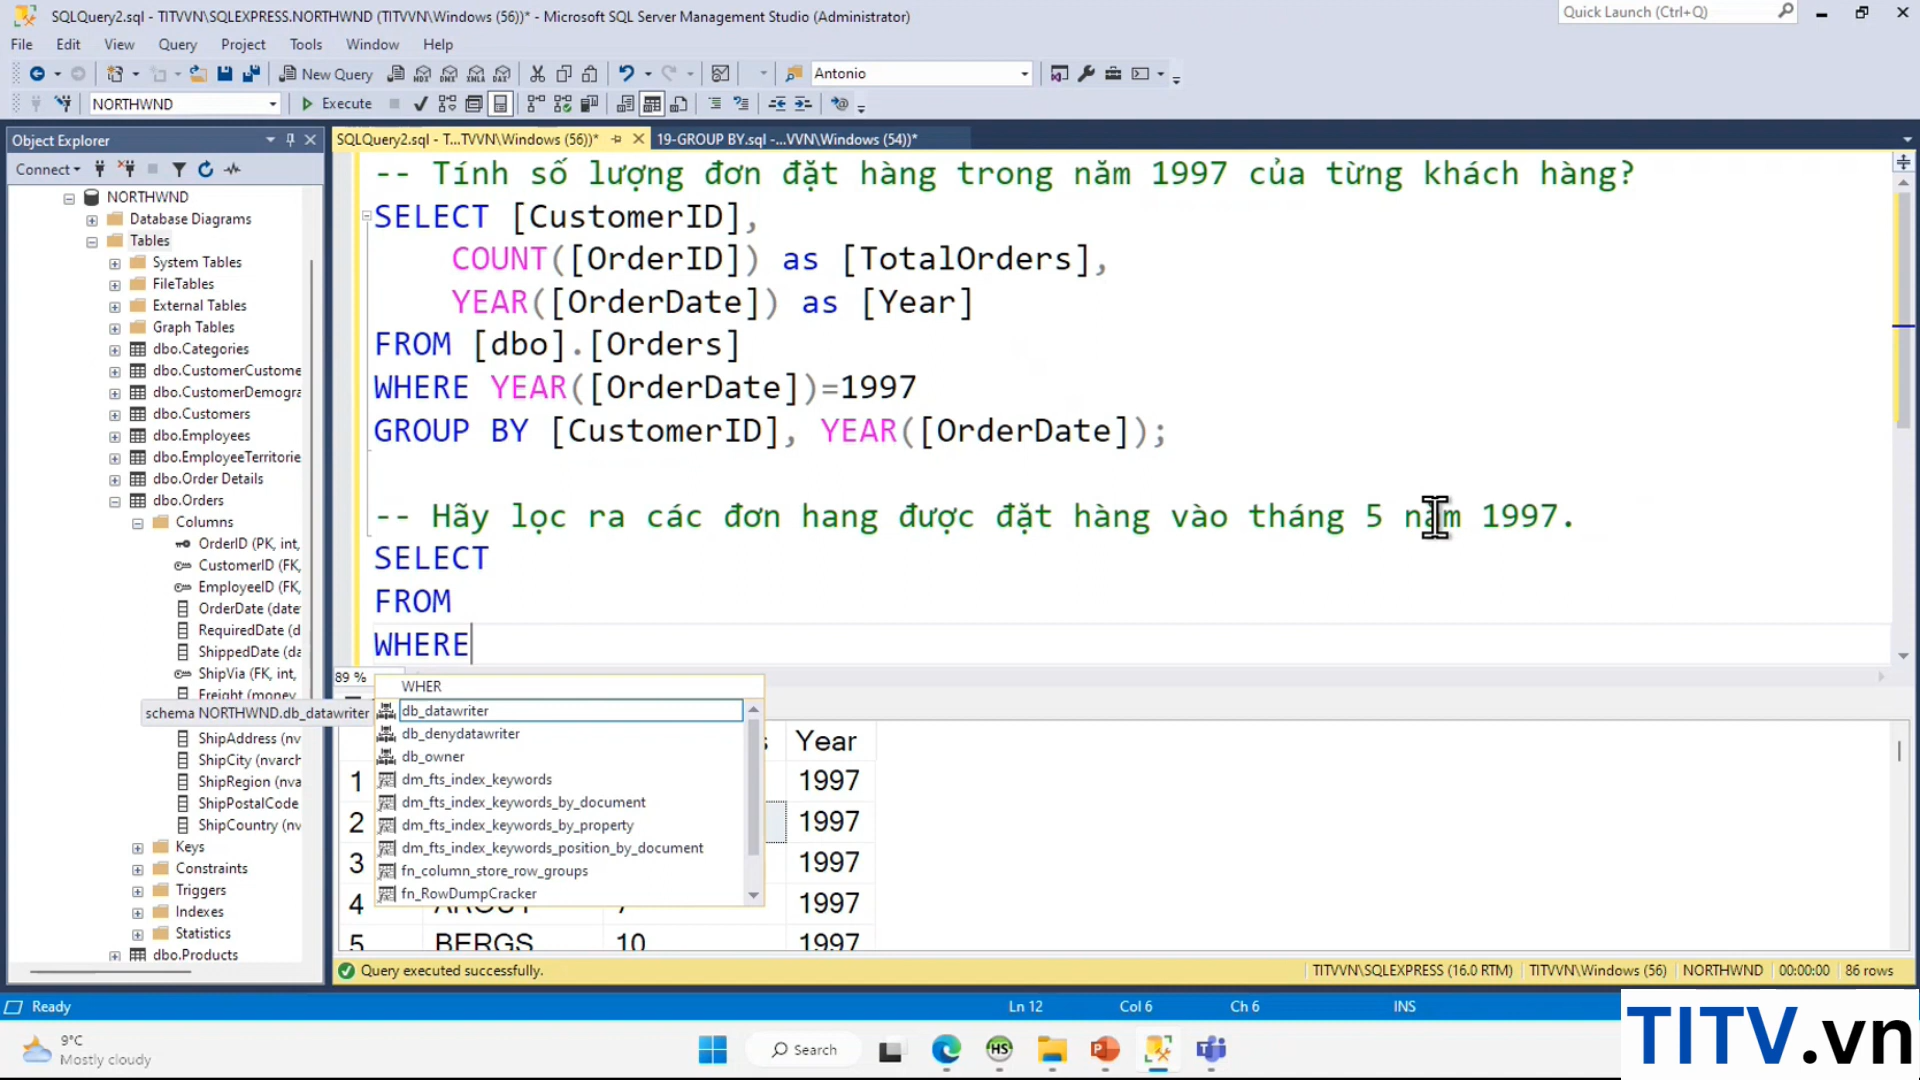 SQLQuery2.sql - TITVVN\SQLEXPRESS.NORTHWND (TITVVN\Windows (56))* - Microsoft SQL Server Management Studio (Administrator)
Quick Launch (Ctrl+Q)
File Edit View Query Project Tools Window Help
New Query
Antonio
NORTHWND
Execute
Object Explorer
SQLQuery2.sql - T...TVVN\Windows (56))*
19-GROUP BY.sql -...VVN\Windows (54))*
Connect
NORTHWND
Database Diagrams
Tables
System Tables
FileTables
External Tables
Graph Tables
dbo.Categories
dbo.CustomerCustome
dbo.CustomerDemogra
dbo.Customers
dbo.Employees
dbo.EmployeeTerritorie
dbo.Order Details
dbo.Orders
Columns
OrderID (PK, int,
CustomerID (FK,
EmployeeID (FK,
OrderDate (date
RequiredDate (d
ShippedDate (da
ShipVia (FK, int,
Freight (money
schema NORTHWND.db_datawriter
ShipAddress (nv
ShipCity (nvarch
ShipRegion (nva
ShipPostalCode
ShipCountry (nv
Keys
Constraints
Triggers
Indexes
Statistics
dbo.Products
-- Tính số lượng đơn đặt hàng trong năm 1997 của từng khách hàng?
SELECT [CustomerID],
COUNT([OrderID]) as [TotalOrders],
YEAR([OrderDate]) as [Year]
FROM [dbo].[Orders]
WHERE YEAR([OrderDate])=1997
GROUP BY [CustomerID], YEAR([OrderDate]);
-- Hãy lọc ra các đơn hang được đặt hàng vào tháng 5 năm 1997.
SELECT
FROM
WHERE
89 %
WHER
db_datawriter
db_denydatawriter
db_owner
dm_fts_index_keywords
dm_fts_index_keywords_by_document
dm_fts_index_keywords_by_property
dm_fts_index_keywords_position_by_document
fn_column_store_row_groups
fn_RowDumpCracker
Year
1 1997
2 1997
3 1997
4 1997
5 BERGS 10 1997
Query executed successfully.
TITVVN\SQLEXPRESS (16.0 RTM) TITVVN\Windows (56) NORTHWND 00:00:00 86 rows
Ready
Ln 12 Col 6 Ch 6 INS
9°C
Mostly cloudy
Search
TITV.vn